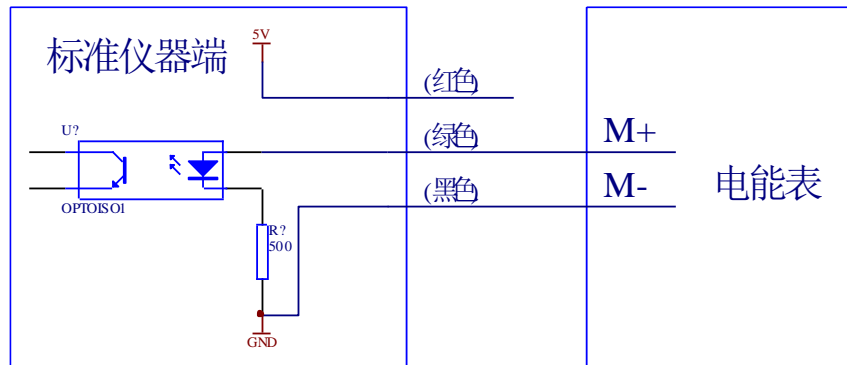 标准仪器端
5V
(红色)
(绿色)
(黑色)
U?
OPTOISO1
R?
500
GND
M+
M-
电能表